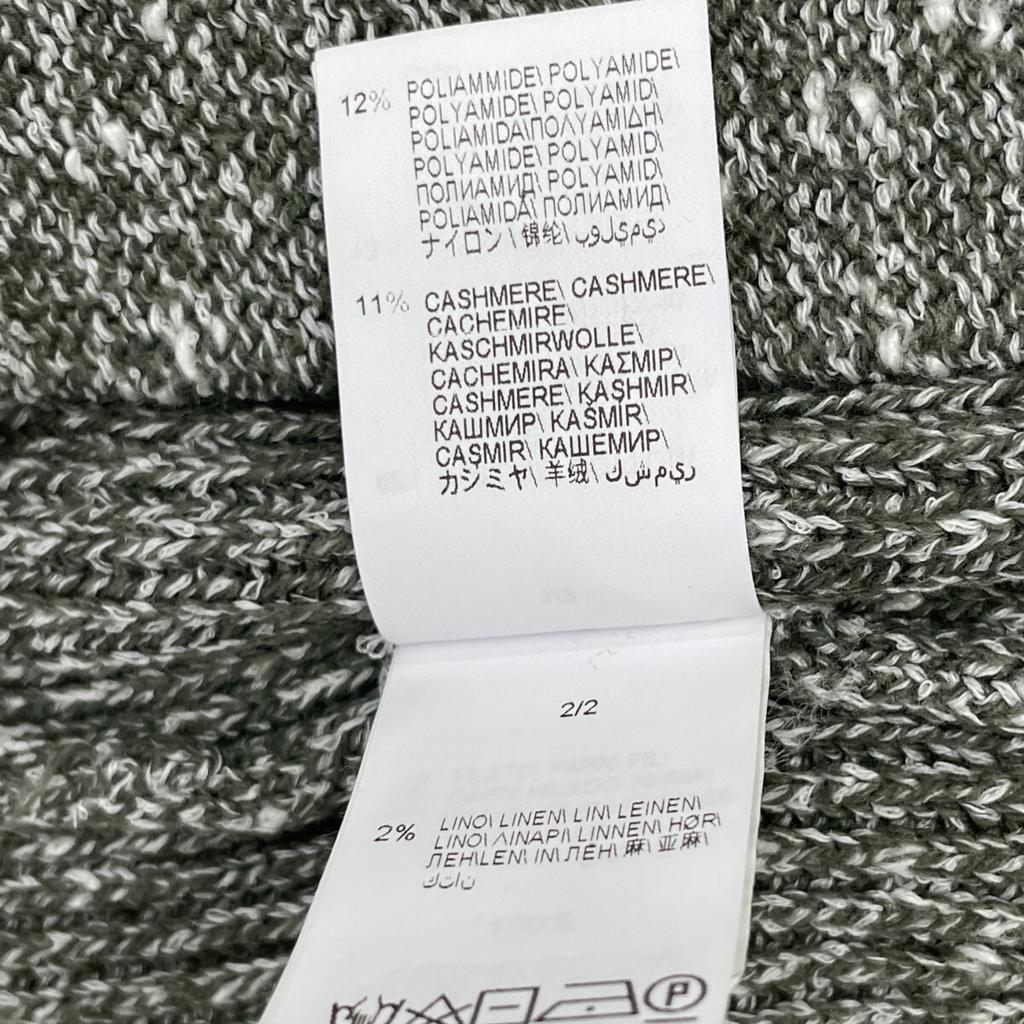 12% POLIAMMIDE\ POLYAMIDE\
POLYAMIDE\ POLYAMID\
POLIAMIDA\ΠΟΛΥΑΜΙΔΗ\
POLYAMIDE\ POLYAMID\
ПОЛИАМИД\ POLYAMID\
POLIAMIDA\ ПОЛИАМИД\
ナイロン\ 锦纶\ بوليميد
11% CASHMERE\ CASHMERE\
CACHEMIRE\
KASCHMIRWOLLE\
CACHEMIRA\ ΚΑΣΜΙΡ\
CASHMERE\ KASHMIR\
КАШМИР\ KAŠMIR\
CAŞMIR\ КАШЕМИР\
カシミヤ\ 羊绒\ كشمير
2/2
2% LINO\ LINEN\ LIN\ LEINEN\
LINO\ ΛΙΝΑΡΙ\ LINNEN\ HØR\
ЛЕН\LEN\ IN\ ЛЕН\ 麻\ 亚麻\
كتان
P